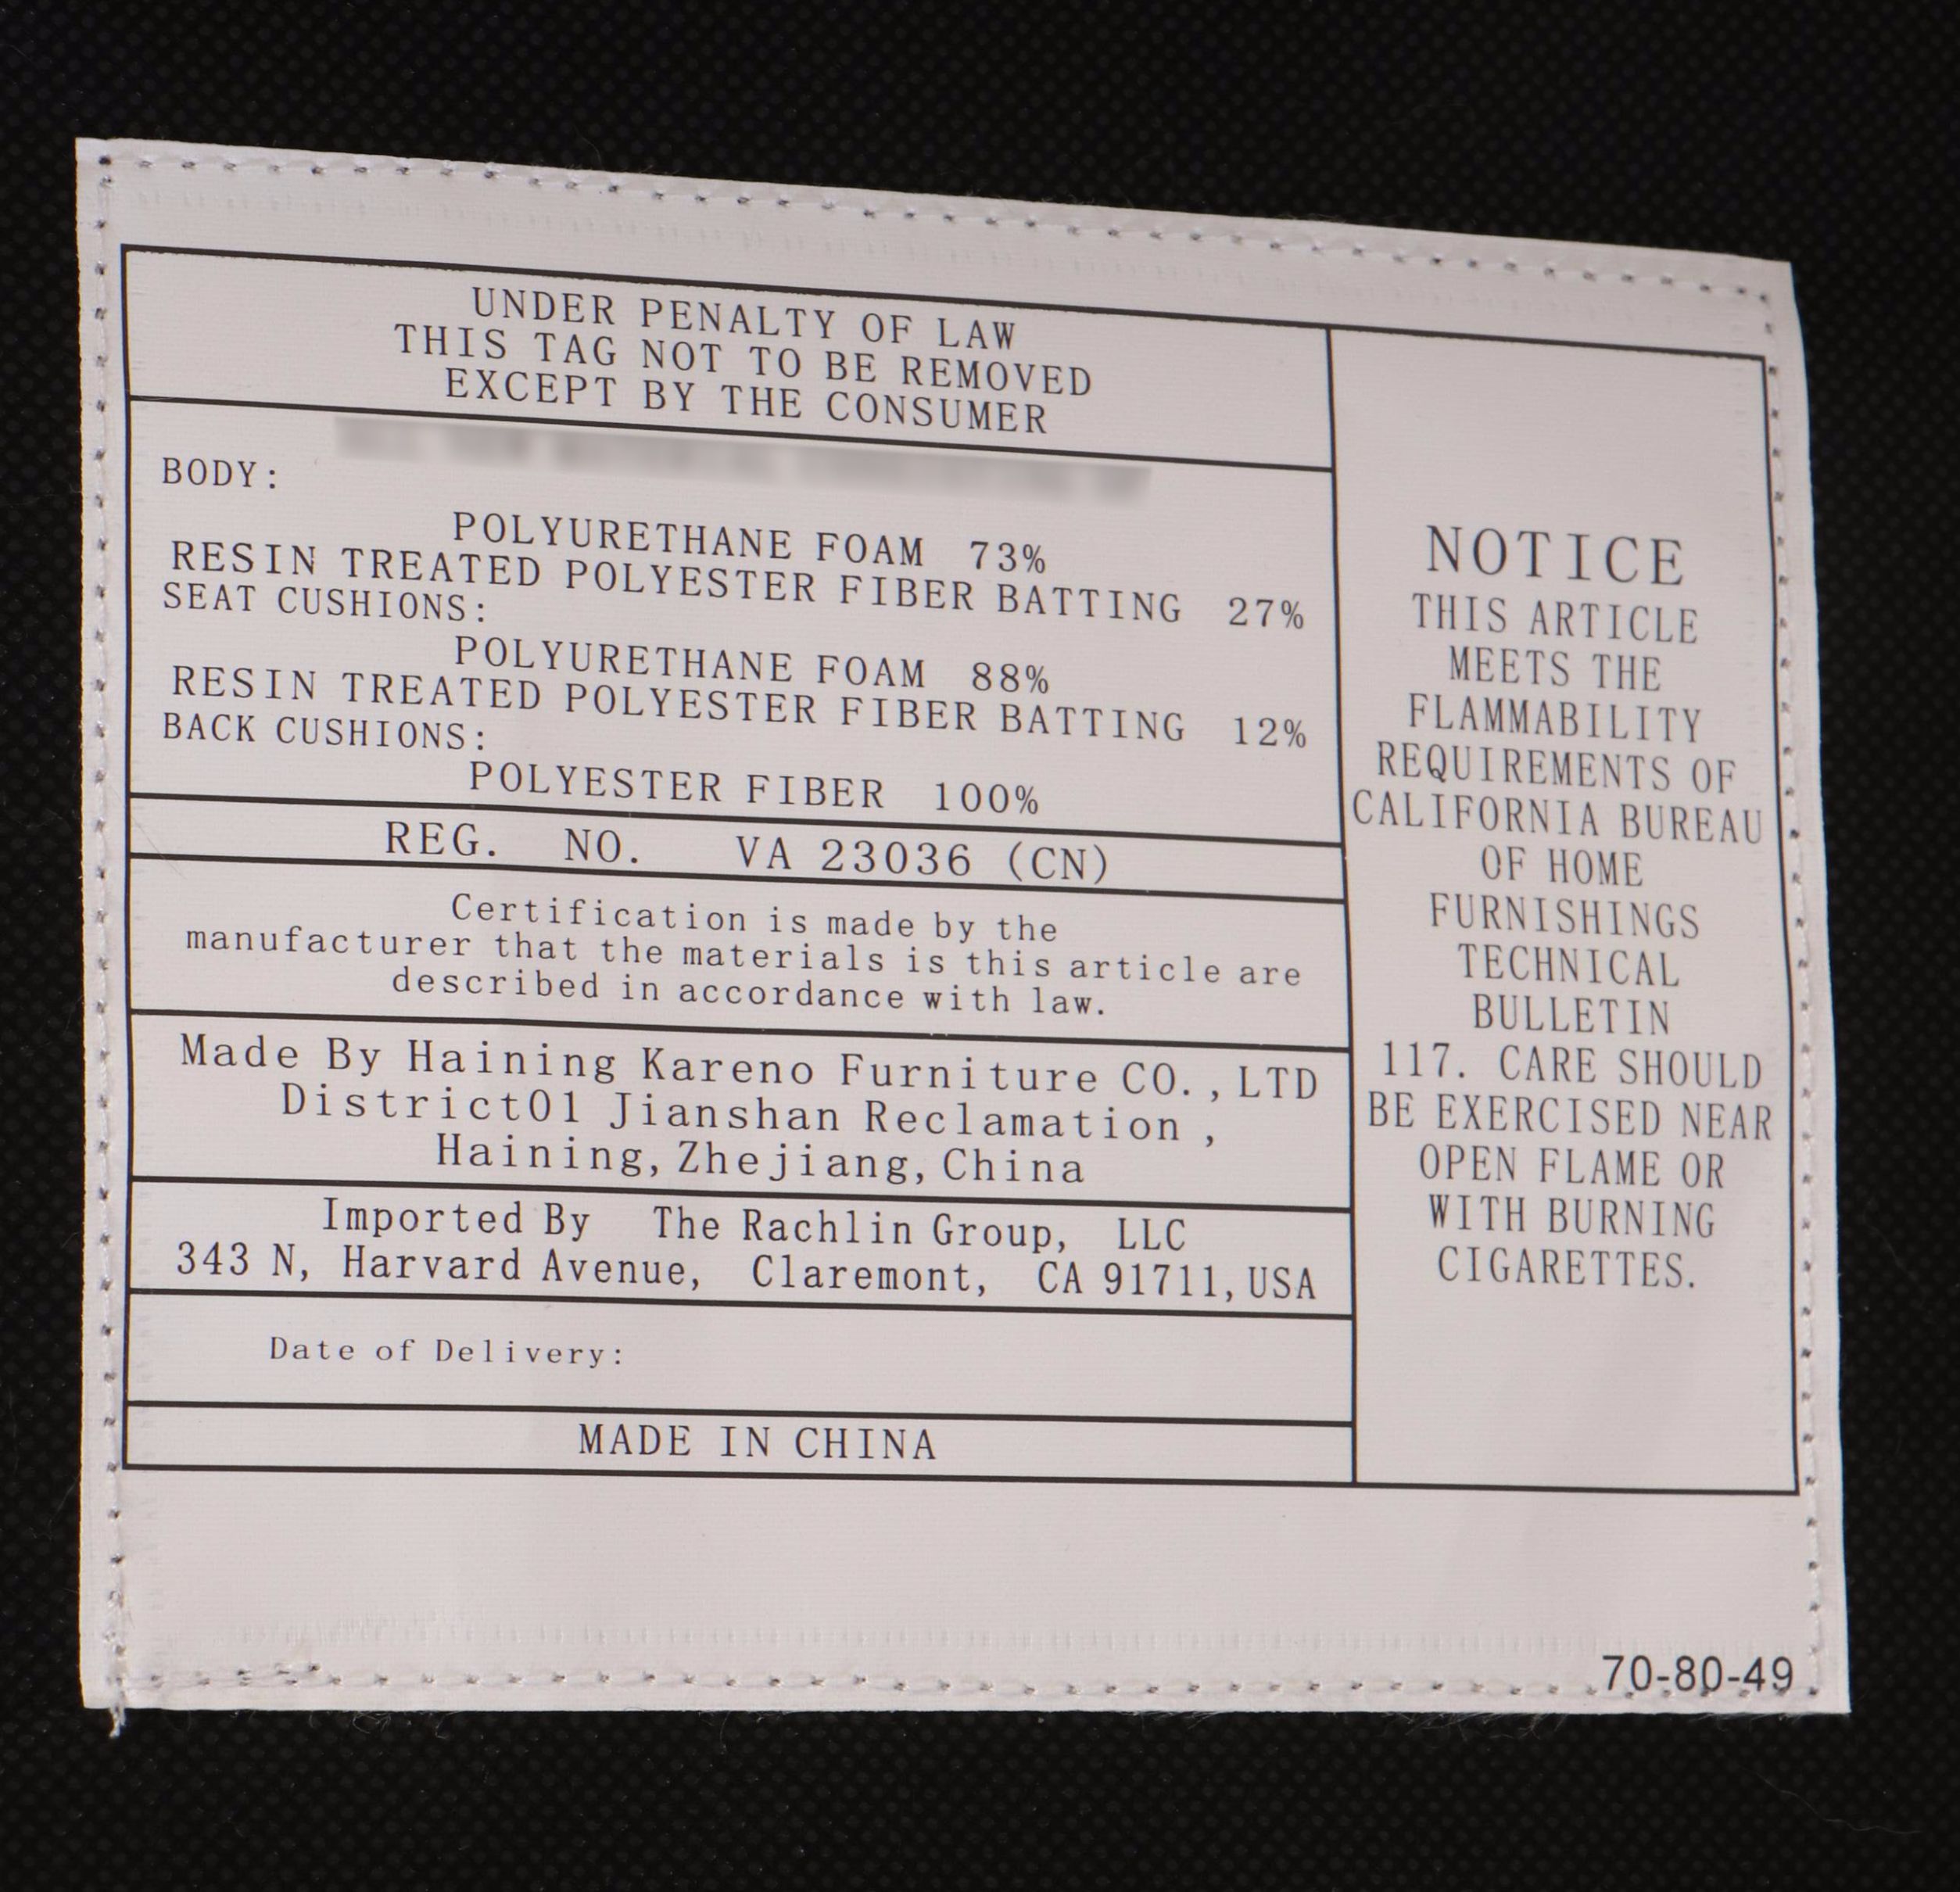 UNDER PENALTY OF LAW
THIS TAG NOT TO BE REMOVED
EXCEPT BY THE CONSUMER
BODY:
POLYURETHANE FOAM 73%
RESIN TREATED POLYESTER FIBER BATTING 27%
SEAT CUSHIONS:
POLYURETHANE FOAM 88%
RESIN TREATED POLYESTER FIBER BATTING 12%
BACK CUSHIONS:
POLYESTER FIBER 100%
REG. NO. VA 23036 (CN)
Certification is made by the
manufacturer that the materials is this article are
described in accordance with law.
Made By Haining Kareno Furniture CO.,LTD
District01 Jianshan Reclamation ,
Haining,Zhejiang,China
Imported By The Rachlin Group, LLC
343 N, Harvard Avenue, Claremont, CA 91711,USA
Date of Delivery:
MADE IN CHINA
NOTICE
THIS ARTICLE
MEETS THE
FLAMMABILITY
REQUIREMENTS OF
CALIFORNIA BUREAU
OF HOME
FURNISHINGS
TECHNICAL
BULLETIN
117. CARE SHOULD
BE EXERCISED NEAR
OPEN FLAME OR
WITH BURNING
CIGARETTES.
70-80-49